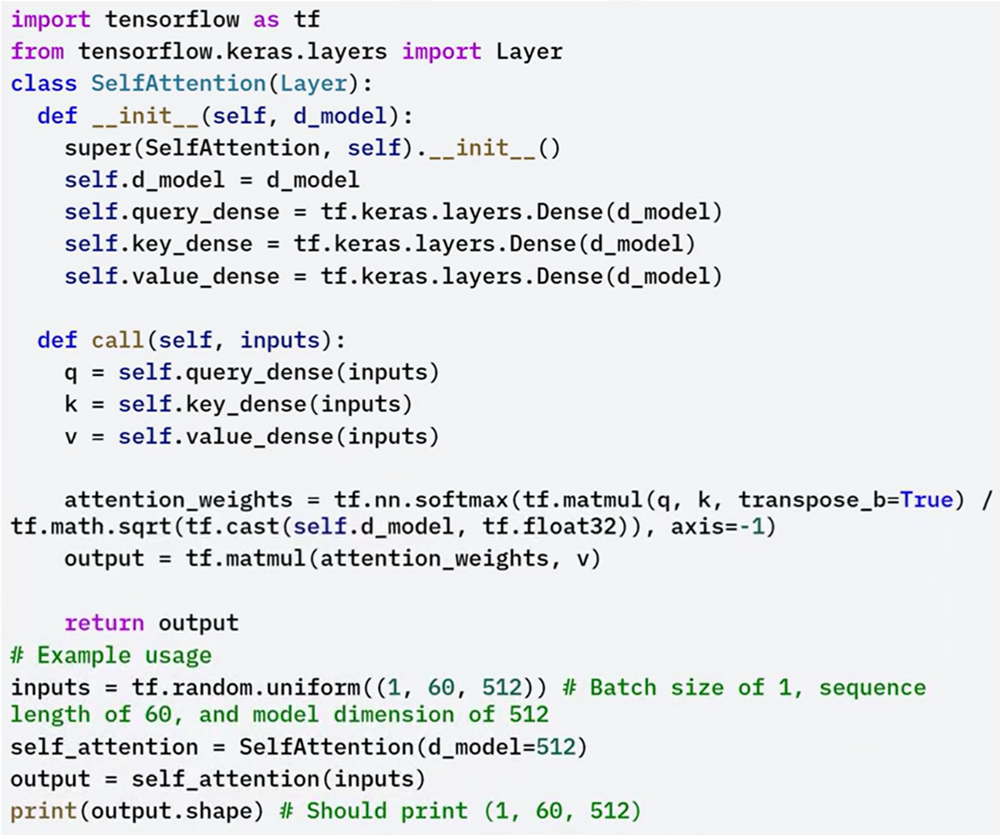 import tensorflow as tf
from tensorflow.keras.layers import Layer
class SelfAttention(Layer):
  def __init__(self, d_model):
    super(SelfAttention, self).__init__()
    self.d_model = d_model
    self.query_dense = tf.keras.layers.Dense(d_model)
    self.key_dense = tf.keras.layers.Dense(d_model)
    self.value_dense = tf.keras.layers.Dense(d_model)

  def call(self, inputs):
    q = self.query_dense(inputs)
    k = self.key_dense(inputs)
    v = self.value_dense(inputs)

    attention_weights = tf.nn.softmax(tf.matmul(q, k, transpose_b=True) /
tf.math.sqrt(tf.cast(self.d_model, tf.float32)), axis=-1)
    output = tf.matmul(attention_weights, v)

    return output
# Example usage
inputs = tf.random.uniform((1, 60, 512)) # Batch size of 1, sequence
length of 60, and model dimension of 512
self_attention = SelfAttention(d_model=512)
output = self_attention(inputs)
print(output.shape) # Should print (1, 60, 512)